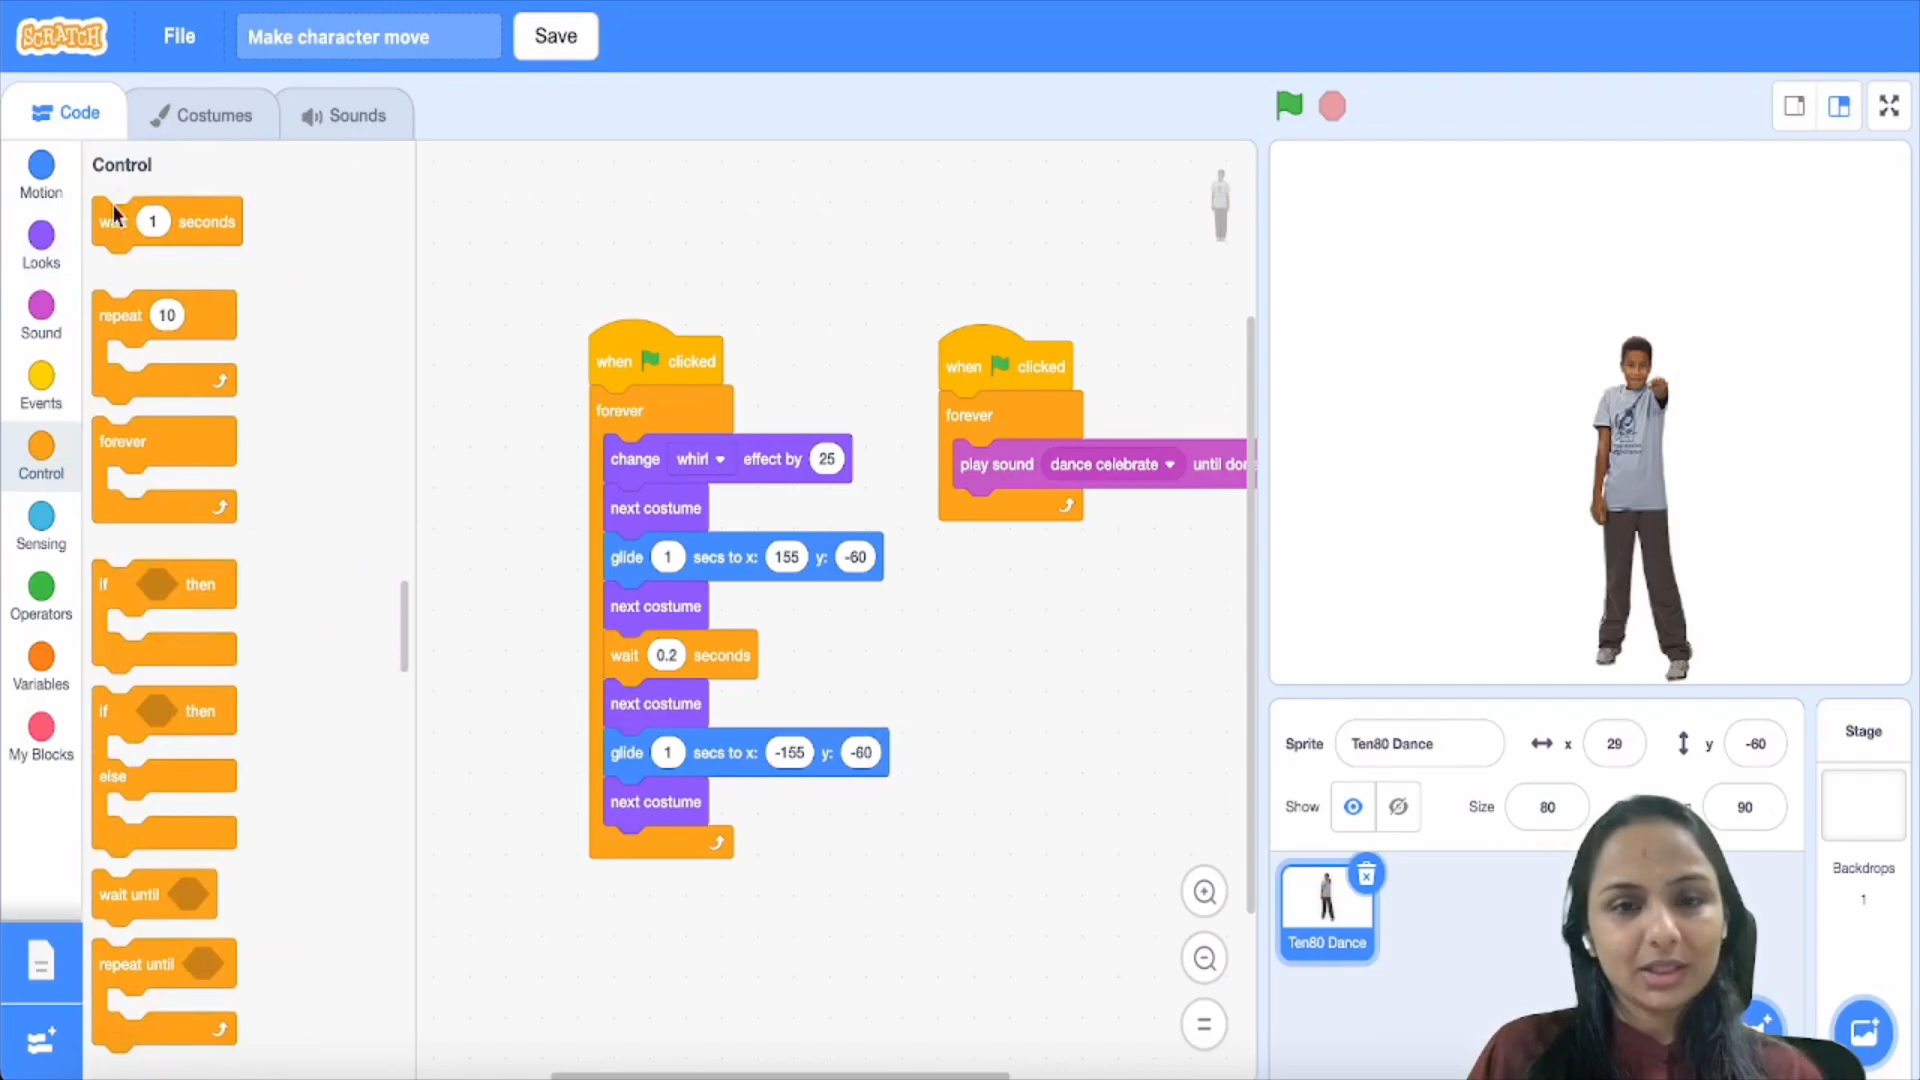 SCRATCH File Make character move Save
Code Costumes Sounds
Motion
Looks
Sound
Events
Control
Sensing
Operators
Variables
My Blocks
Control
1 seconds
repeat 10
forever
if then
if then
else
wait until
repeat until
when clicked
forever
change whirl effect by 25
next costume
glide 1 secs to x: 155 y: -60
next costume
wait 0.2 seconds
next costume
glide 1 secs to x: -155 y: -60
next costume
when clicked
forever
play sound dance celebrate until
Sprite Ten80 Dance x 29 y -60
Show Size 80 90
Ten80 Dance
Stage
Backdrops
1